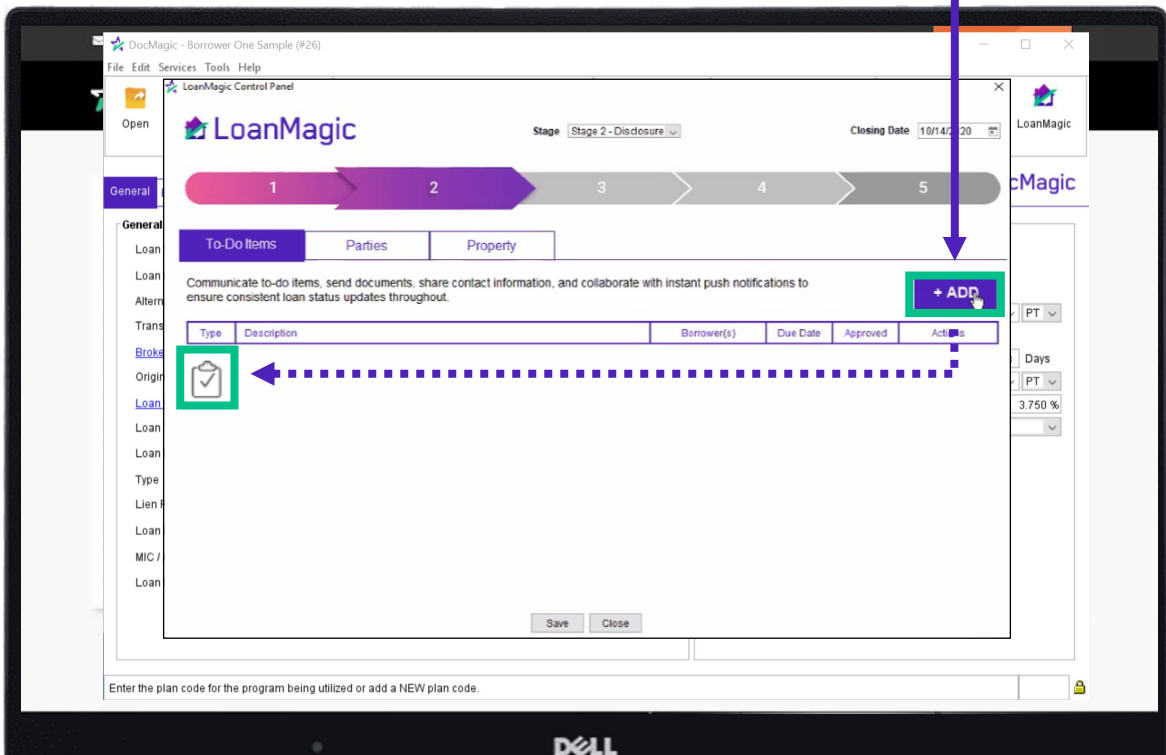 DocMagic - Borrower One Sample (#26)
File Edit Services Tools Help
LoanMagic Control Panel
Open
LoanMagic
LoanMagic
Stage Stage 2 - Disclosure
Closing Date
1
2
3
4
5
General
cMagic
General
To-Do Items
Parties
Property
Loan
Loan
Communicate to-do items, send documents, share contact information, and collaborate with instant push notifications to
ensure consistent loan status updates throughout.
+ ADD
Altern
PT
Trans
Type
Description
Borrower(s)
Due Date
Approved
Actions
Broke
Days
Origin
PT
Loan
3.750 %
Loan
Loan
Type
Lien
Loan
MIC /
Loan
Save
Close
Enter the plan code for the program being utilized or add a NEW plan code.
DELL